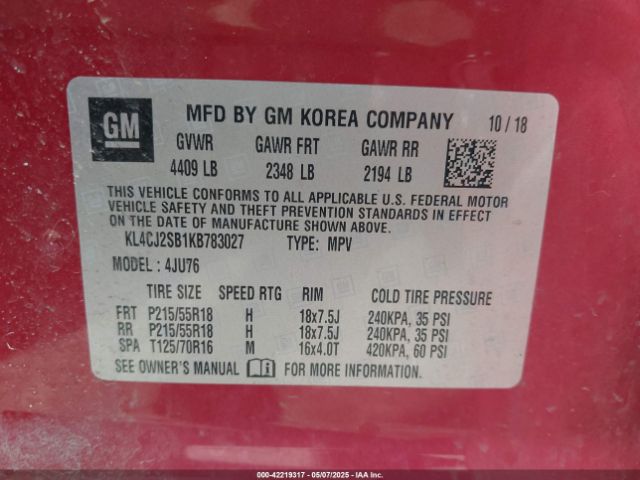 GM MFD BY GM KOREA COMPANY 10 / 18
GVWR GAWR FRT GAWR RR
4409 LB 2348 LB 2194 LB
THIS VEHICLE CONFORMS TO ALL APPLICABLE U.S. FEDERAL MOTOR
VEHICLE SAFETY AND THEFT PREVENTION STANDARDS IN EFFECT
ON THE DATE OF MANUFACTURE SHOWN ABOVE.
KL4CJ2SB1KB783027 TYPE: MPV
MODEL : 4JU76
TIRE SIZE SPEED RTG RIM COLD TIRE PRESSURE
FRT P215/55R18 H 18x7.5J 240KPA, 35 PSI
RR P215/55R18 H 18x7.5J 240KPA, 35 PSI
SPA T125/70R16 M 16x4.0T 420KPA, 60 PSI
SEE OWNER'S MANUAL FOR MORE INFORMATION.
000-42219317 - 05/07/2025 - IAA Inc.